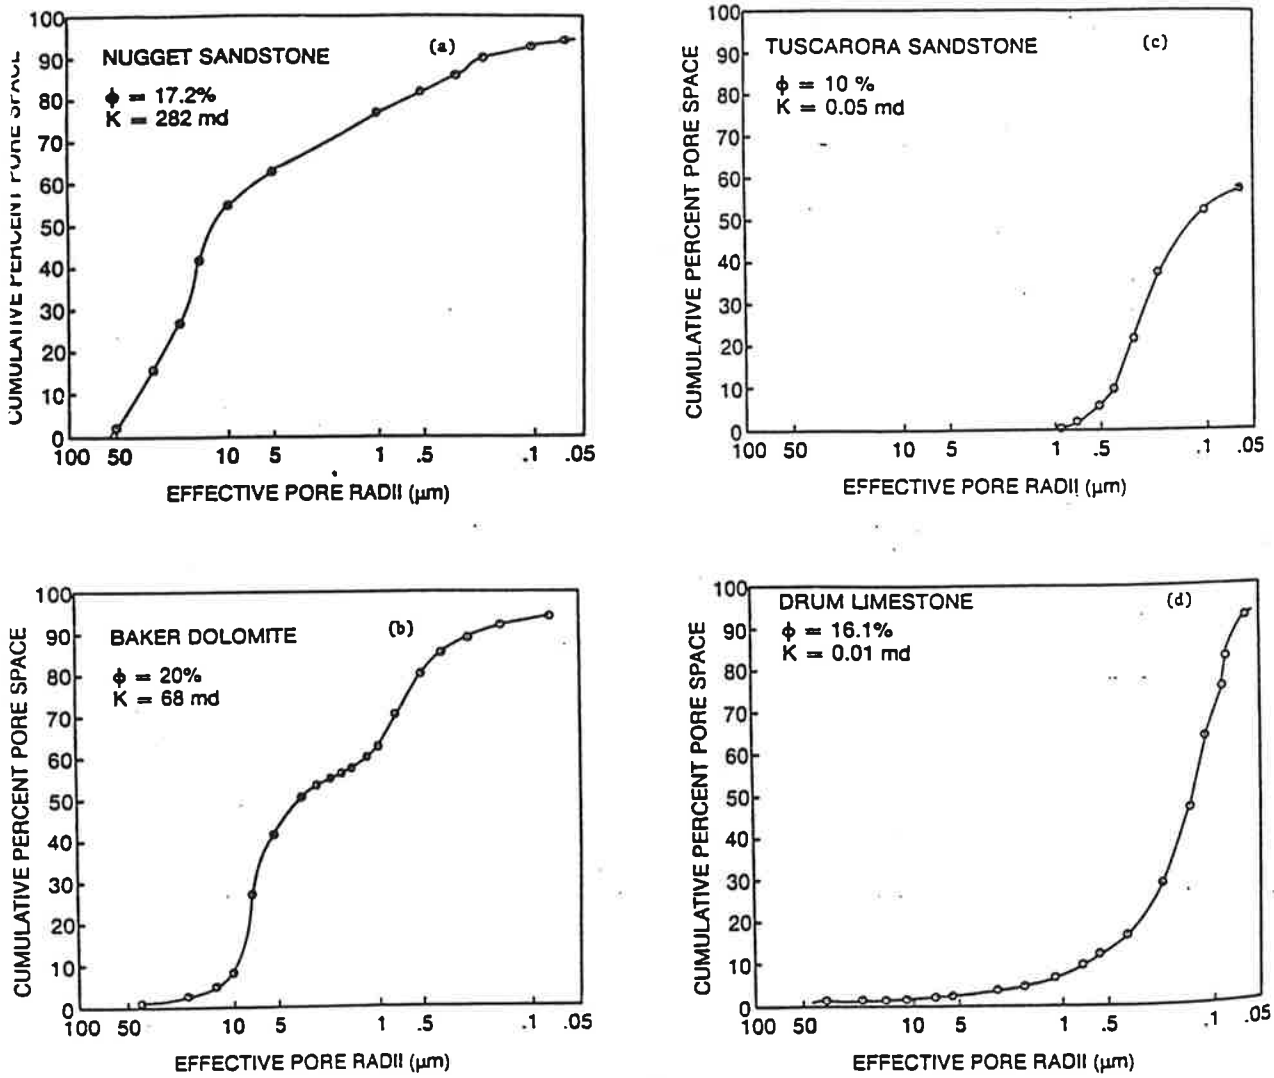 NUGGET SANDSTONE
(a)
ϕ = 17.2%
K = 282 md
100
90
80
70
60
50
40
30
20
10
0
100 50 10 5 1 .5 .1 .05
EFFECTIVE PORE RADII (μm)
CUMULATIVE PERCENT PORE SPACE
TUSCARORA SANDSTONE
(c)
ϕ = 10 %
K = 0.05 md
100
90
80
70
60
50
40
30
20
10
0
100 50 10 5 1 .5 .1 .05
EFFECTIVE PORE RADII (μm)
CUMULATIVE PERCENT PORE SPACE
BAKER DOLOMITE
(b)
ϕ = 20%
K = 68 md
100
90
80
70
60
50
40
30
20
10
0
100 50 10 5 1 .5 .1 .05
EFFECTIVE PORE RADII (μm)
CUMULATIVE PERCENT PORE SPACE
DRUM LIMESTONE
(d)
ϕ = 16.1%
K = 0.01 md
100
90
80
70
60
50
40
30
20
10
0
100 50 10 5 1 .5 .1 .05
EFFECTIVE PORE RADII (μm)
CUMULATIVE PERCENT PORE SPACE